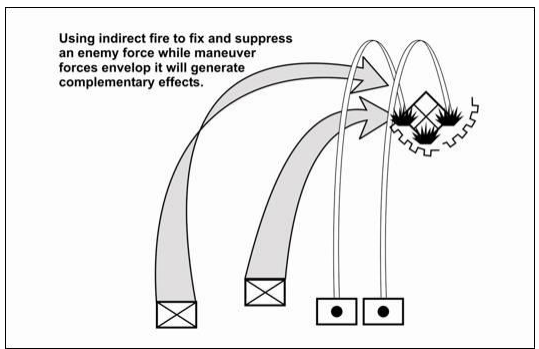 Using indirect fire to fix and suppress
an enemy force while maneuver
forces envelop it will generate
complementary effects.